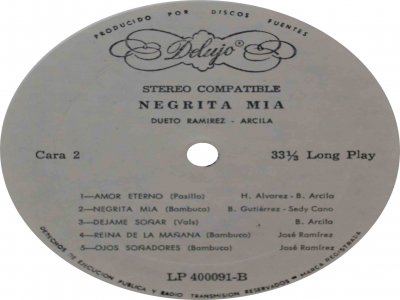 PRODUCIDO POR DISCOS FUENTES
Delujo®
STEREO COMPATIBLE
NEGRITA MIA
DUETO RAMIREZ - ARCILA
Cara 2
33⅓ Long Play
1—AMOR ETERNO (Pasillo) H. Alvarez - B. Arcila
2—NEGRITA MIA (Bambuco) B. Gutiérrez - Sedy Cano
3—DEJAME SOÑAR (Vals) B. Arcila
4—REINA DE LA MAÑANA (Bambuco) José Ramírez
5—OJOS SOÑADORES (Bambuco) José Ramírez
LP 400091-B
DERECHOS DE EJECUCION PUBLICA Y RADIO TRANSMISION RESERVADOS — MARCA REGISTRADA